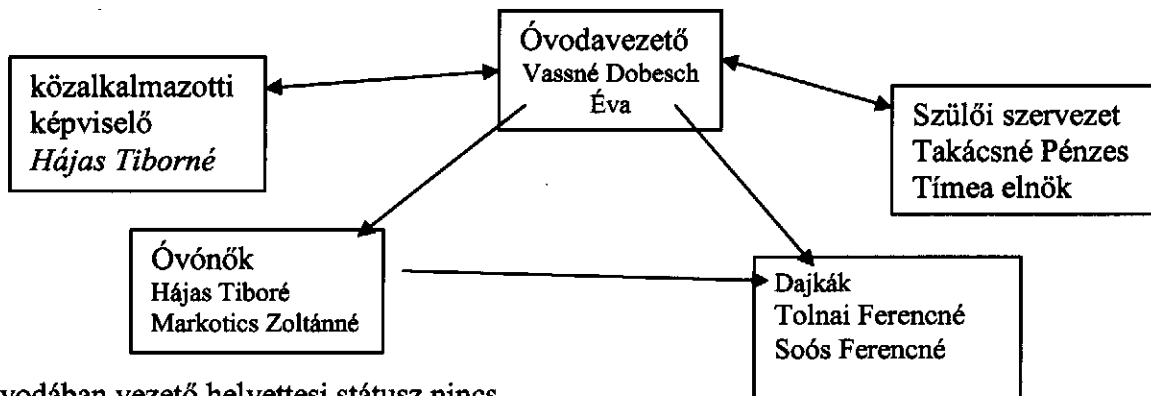 Óvodavezető
Vassné Dobesch
Éva
közalkalmazotti
képviselő
Hájas Tiborné
Szülői szervezet
Takácsné Pénzes
Tímea elnök
Óvónők
Hájas Tiboré
Markotics Zoltánné
Dajkák
Tolnai Ferencné
Soós Ferencné
vezető helyettesi státusz nincs